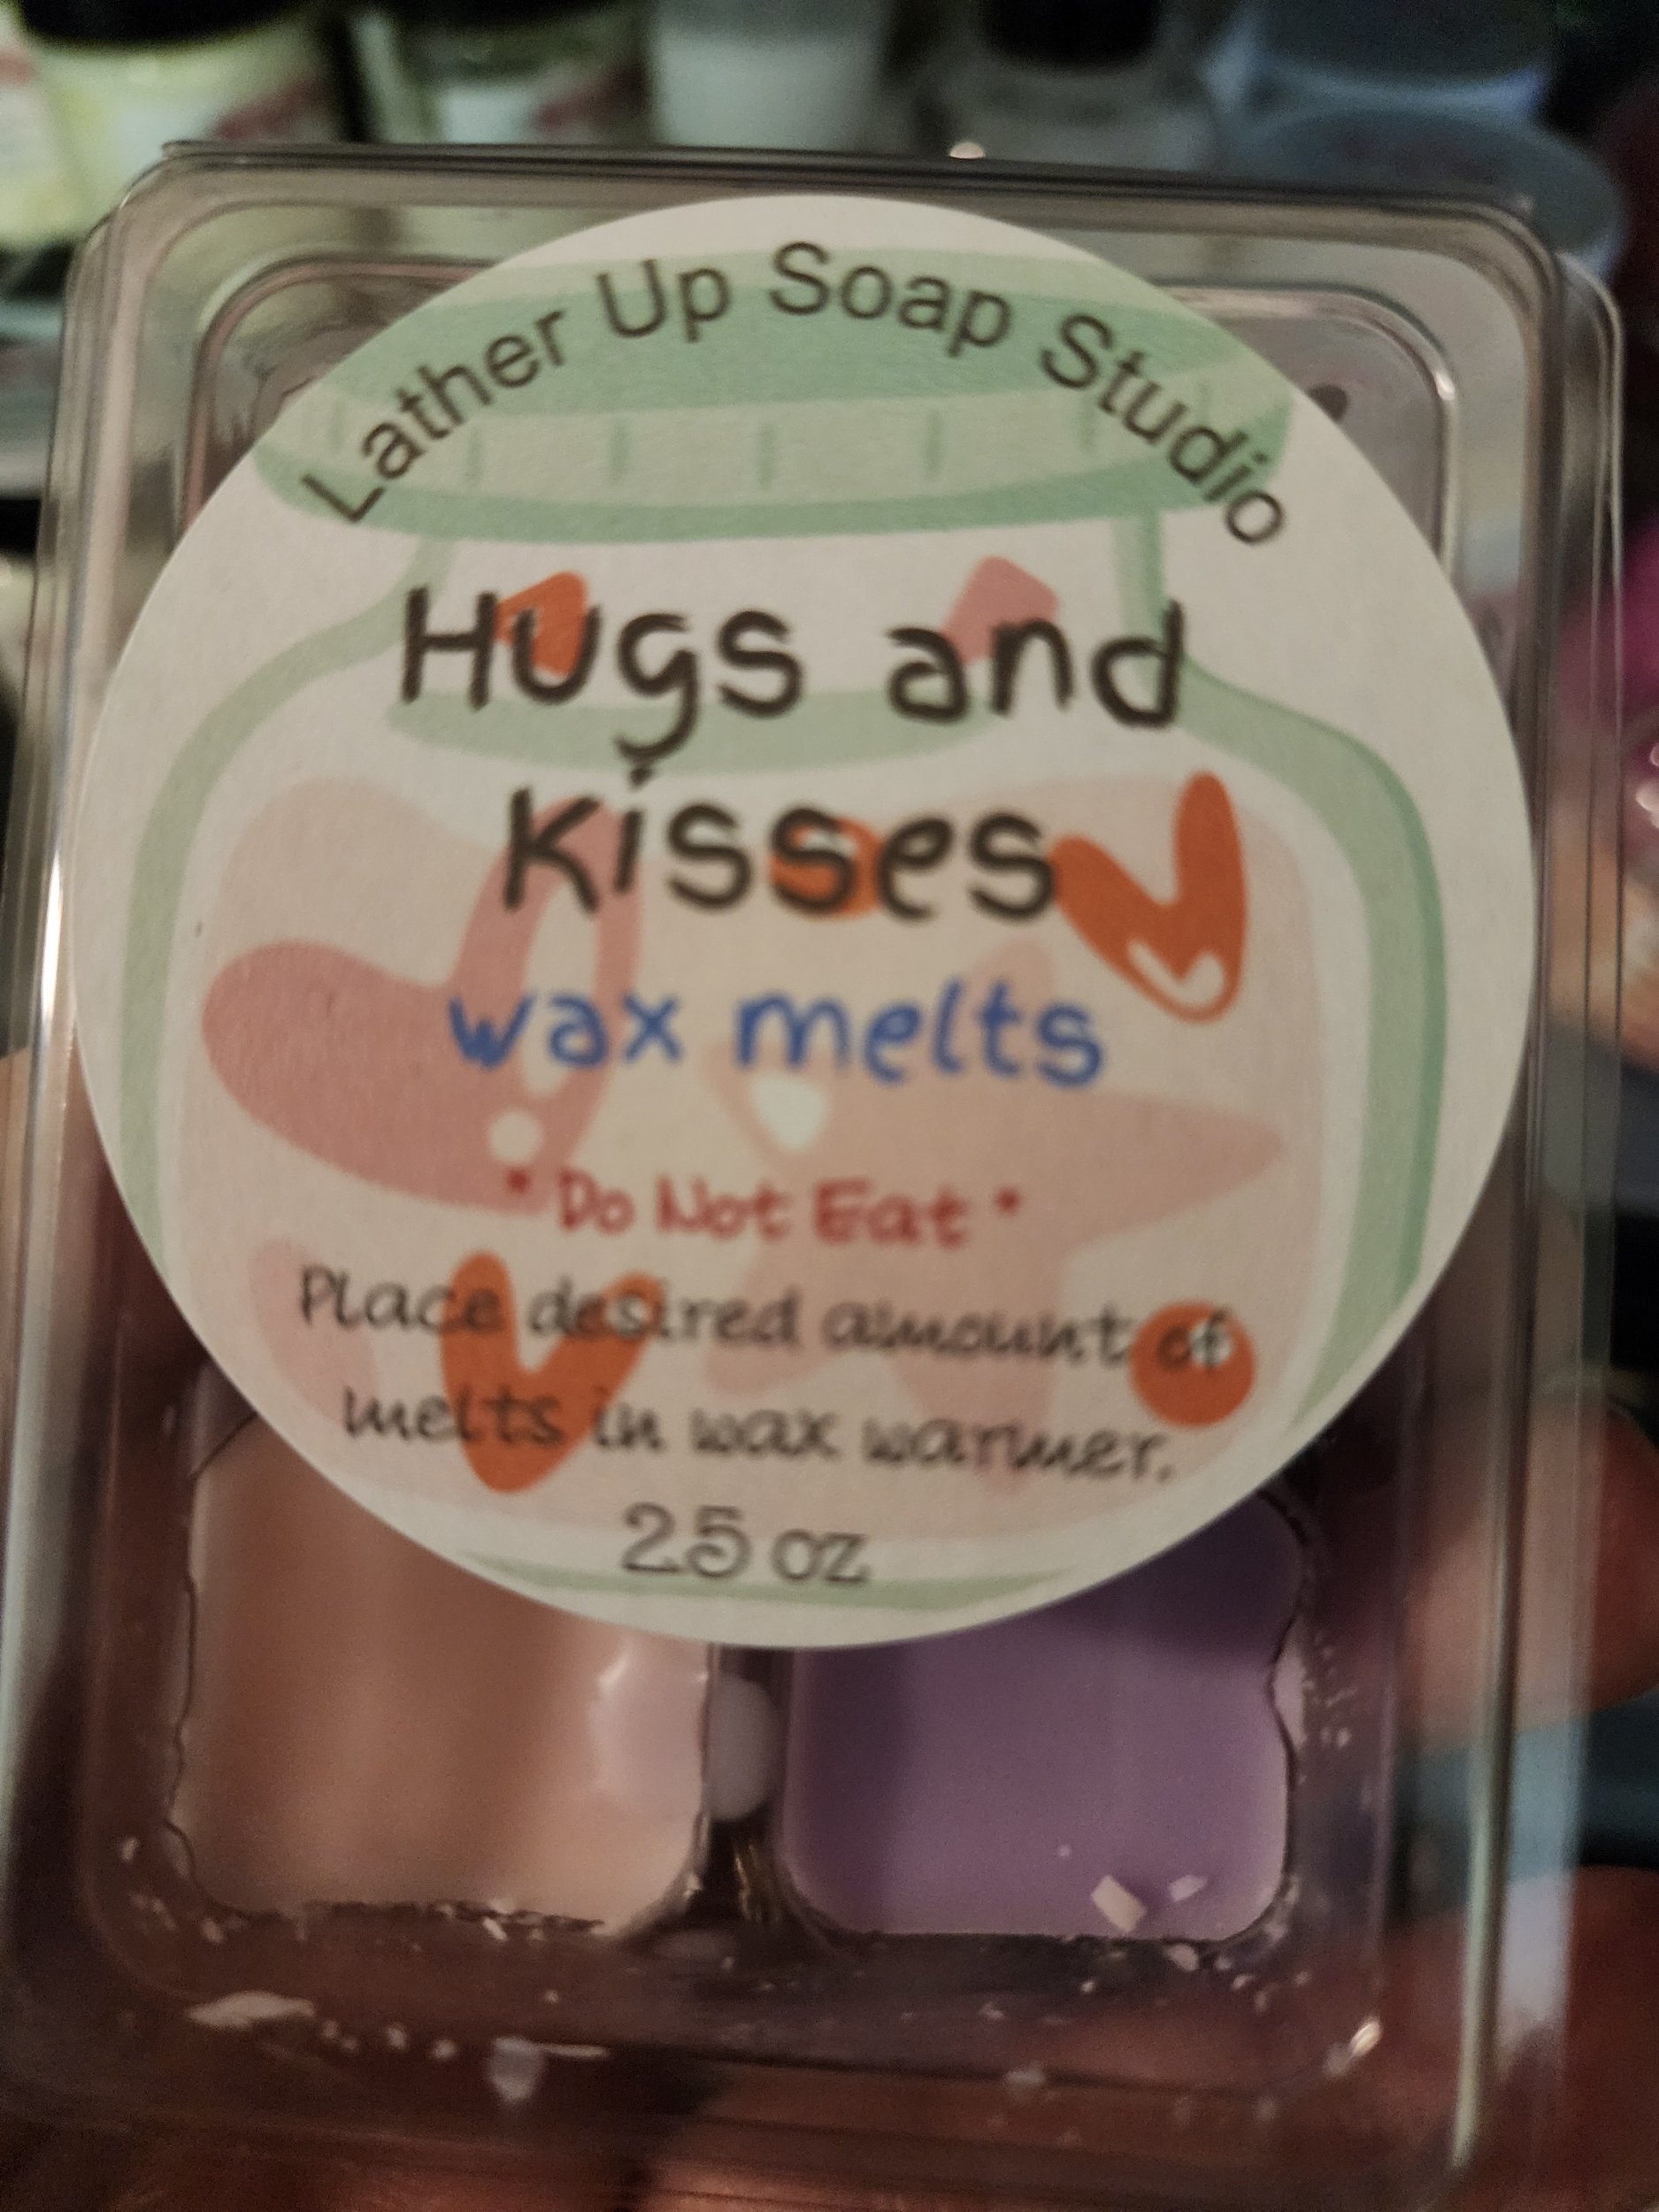 Lather Up Soap Studio
Hugs and
Kisses
wax melts
* Do Not Eat *
Place desired amount of
melts in wax warmer.
2.5 oz